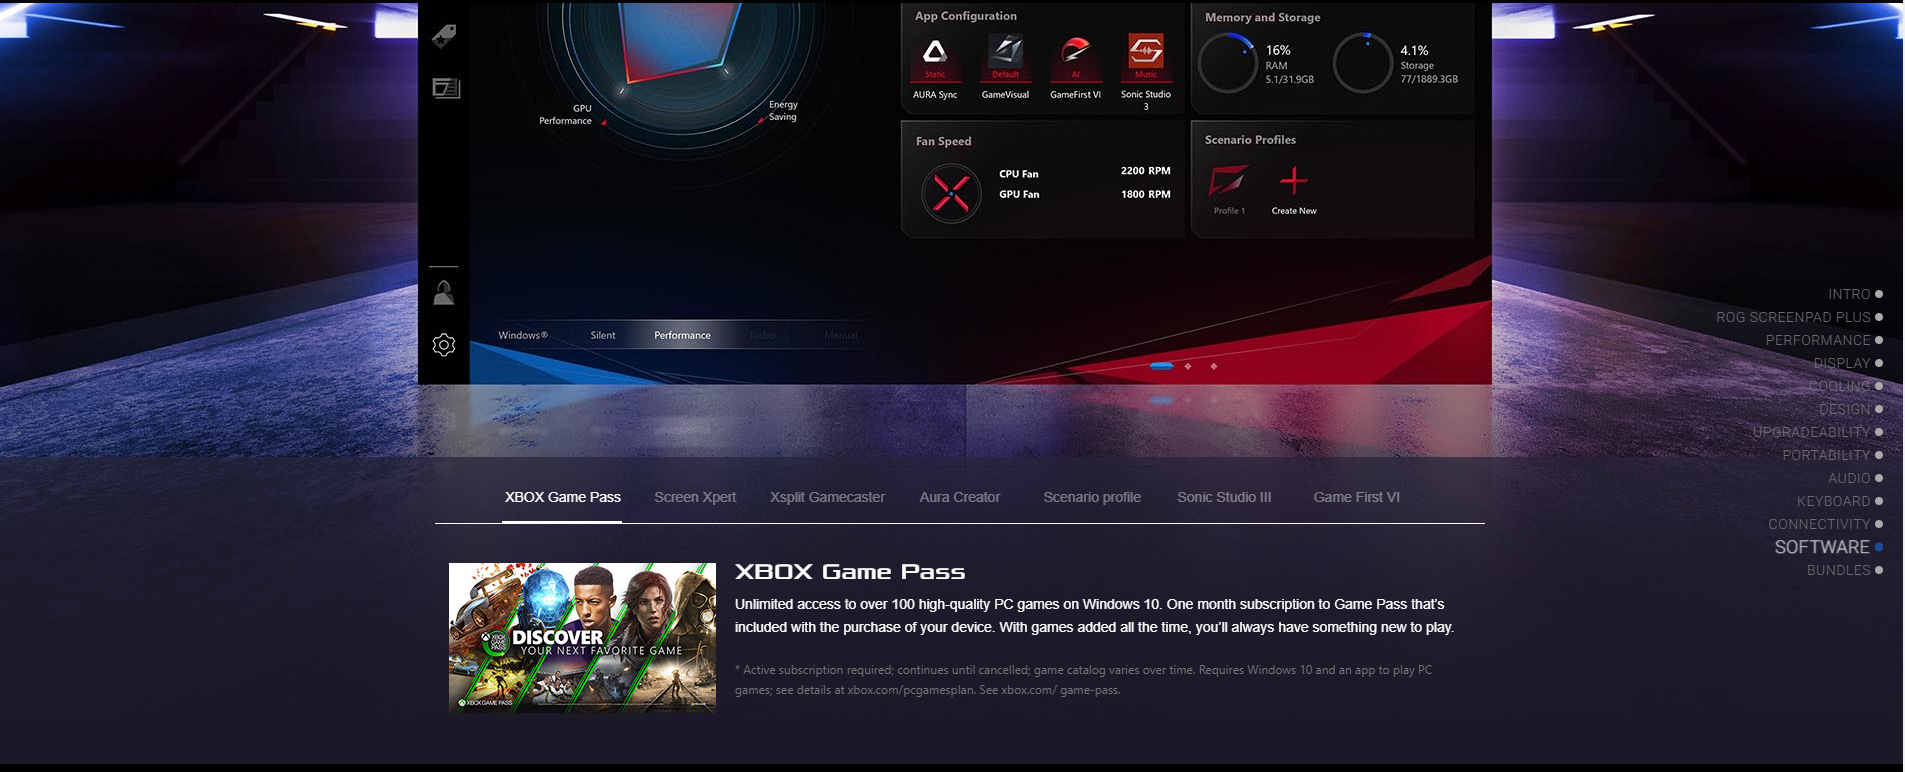 App Configuration
Static
Default
AI
Music
AURA Sync
GameVisual
GameFirst VI
Sonic Studio
3
Memory and Storage
16%
RAM
5.1/31.9GB
4.1%
Storage
77/1889.3GB
GPU
Performance
Energy
Saving
Fan Speed
CPU Fan 2200 RPM
GPU Fan 1800 RPM
Scenario Profiles
Profile 1
Create New
Windows® Silent Performance Turbo Manual
INTRO
ROG SCREENPAD PLUS
PERFORMANCE
DISPLAY
COOLING
DESIGN
UPGRADEABILITY
PORTABILITY
AUDIO
KEYBOARD
CONNECTIVITY
SOFTWARE
BUNDLES
XBOX Game Pass Screen Xpert Xsplit Gamecaster Aura Creator Scenario profile Sonic Studio III Game First VI
XBOX
GAME
PASS
DISCOVER
YOUR NEXT FAVORITE GAME
XBOX GAME PASS
XBOX Game Pass
Unlimited access to over 100 high-quality PC games on Windows 10. One month subscription to Game Pass that's
included with the purchase of your device. With games added all the time, you'll always have something new to play.
* Active subscription required; continues until cancelled; game catalog varies over time. Requires Windows 10 and an app to play PC
games; see details at xbox.com/pcgamesplan. See xbox.com/ game-pass.